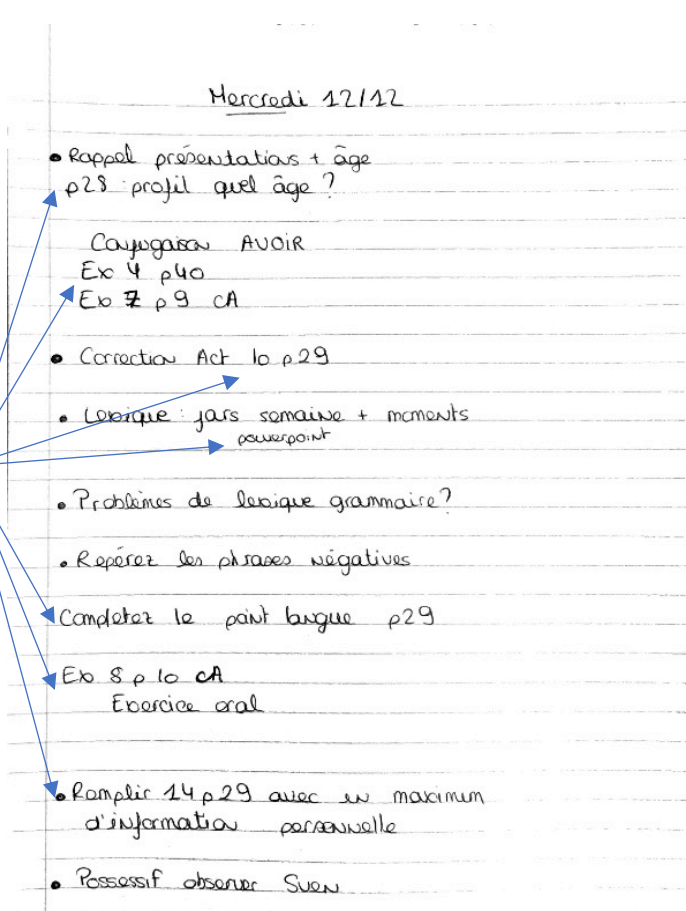 Mercredi 12/12
• Rappel présentations + âge
p28 : profil quel âge ?
Conjugaison AVOIR
Ex 4 p40
Ex 7 p9 CA
• Correction Act 10 p29
• Lexique : jours semaine + moments
powerpoint
• Problèmes de lexique grammaire?
• Repérez les phrases négatives
Completez le point langue p29
Ex 8 p10 CA
Exercice oral
• Remplir 14 p29 avec un maximum
d'information personnelle
• Possessif observer Sven